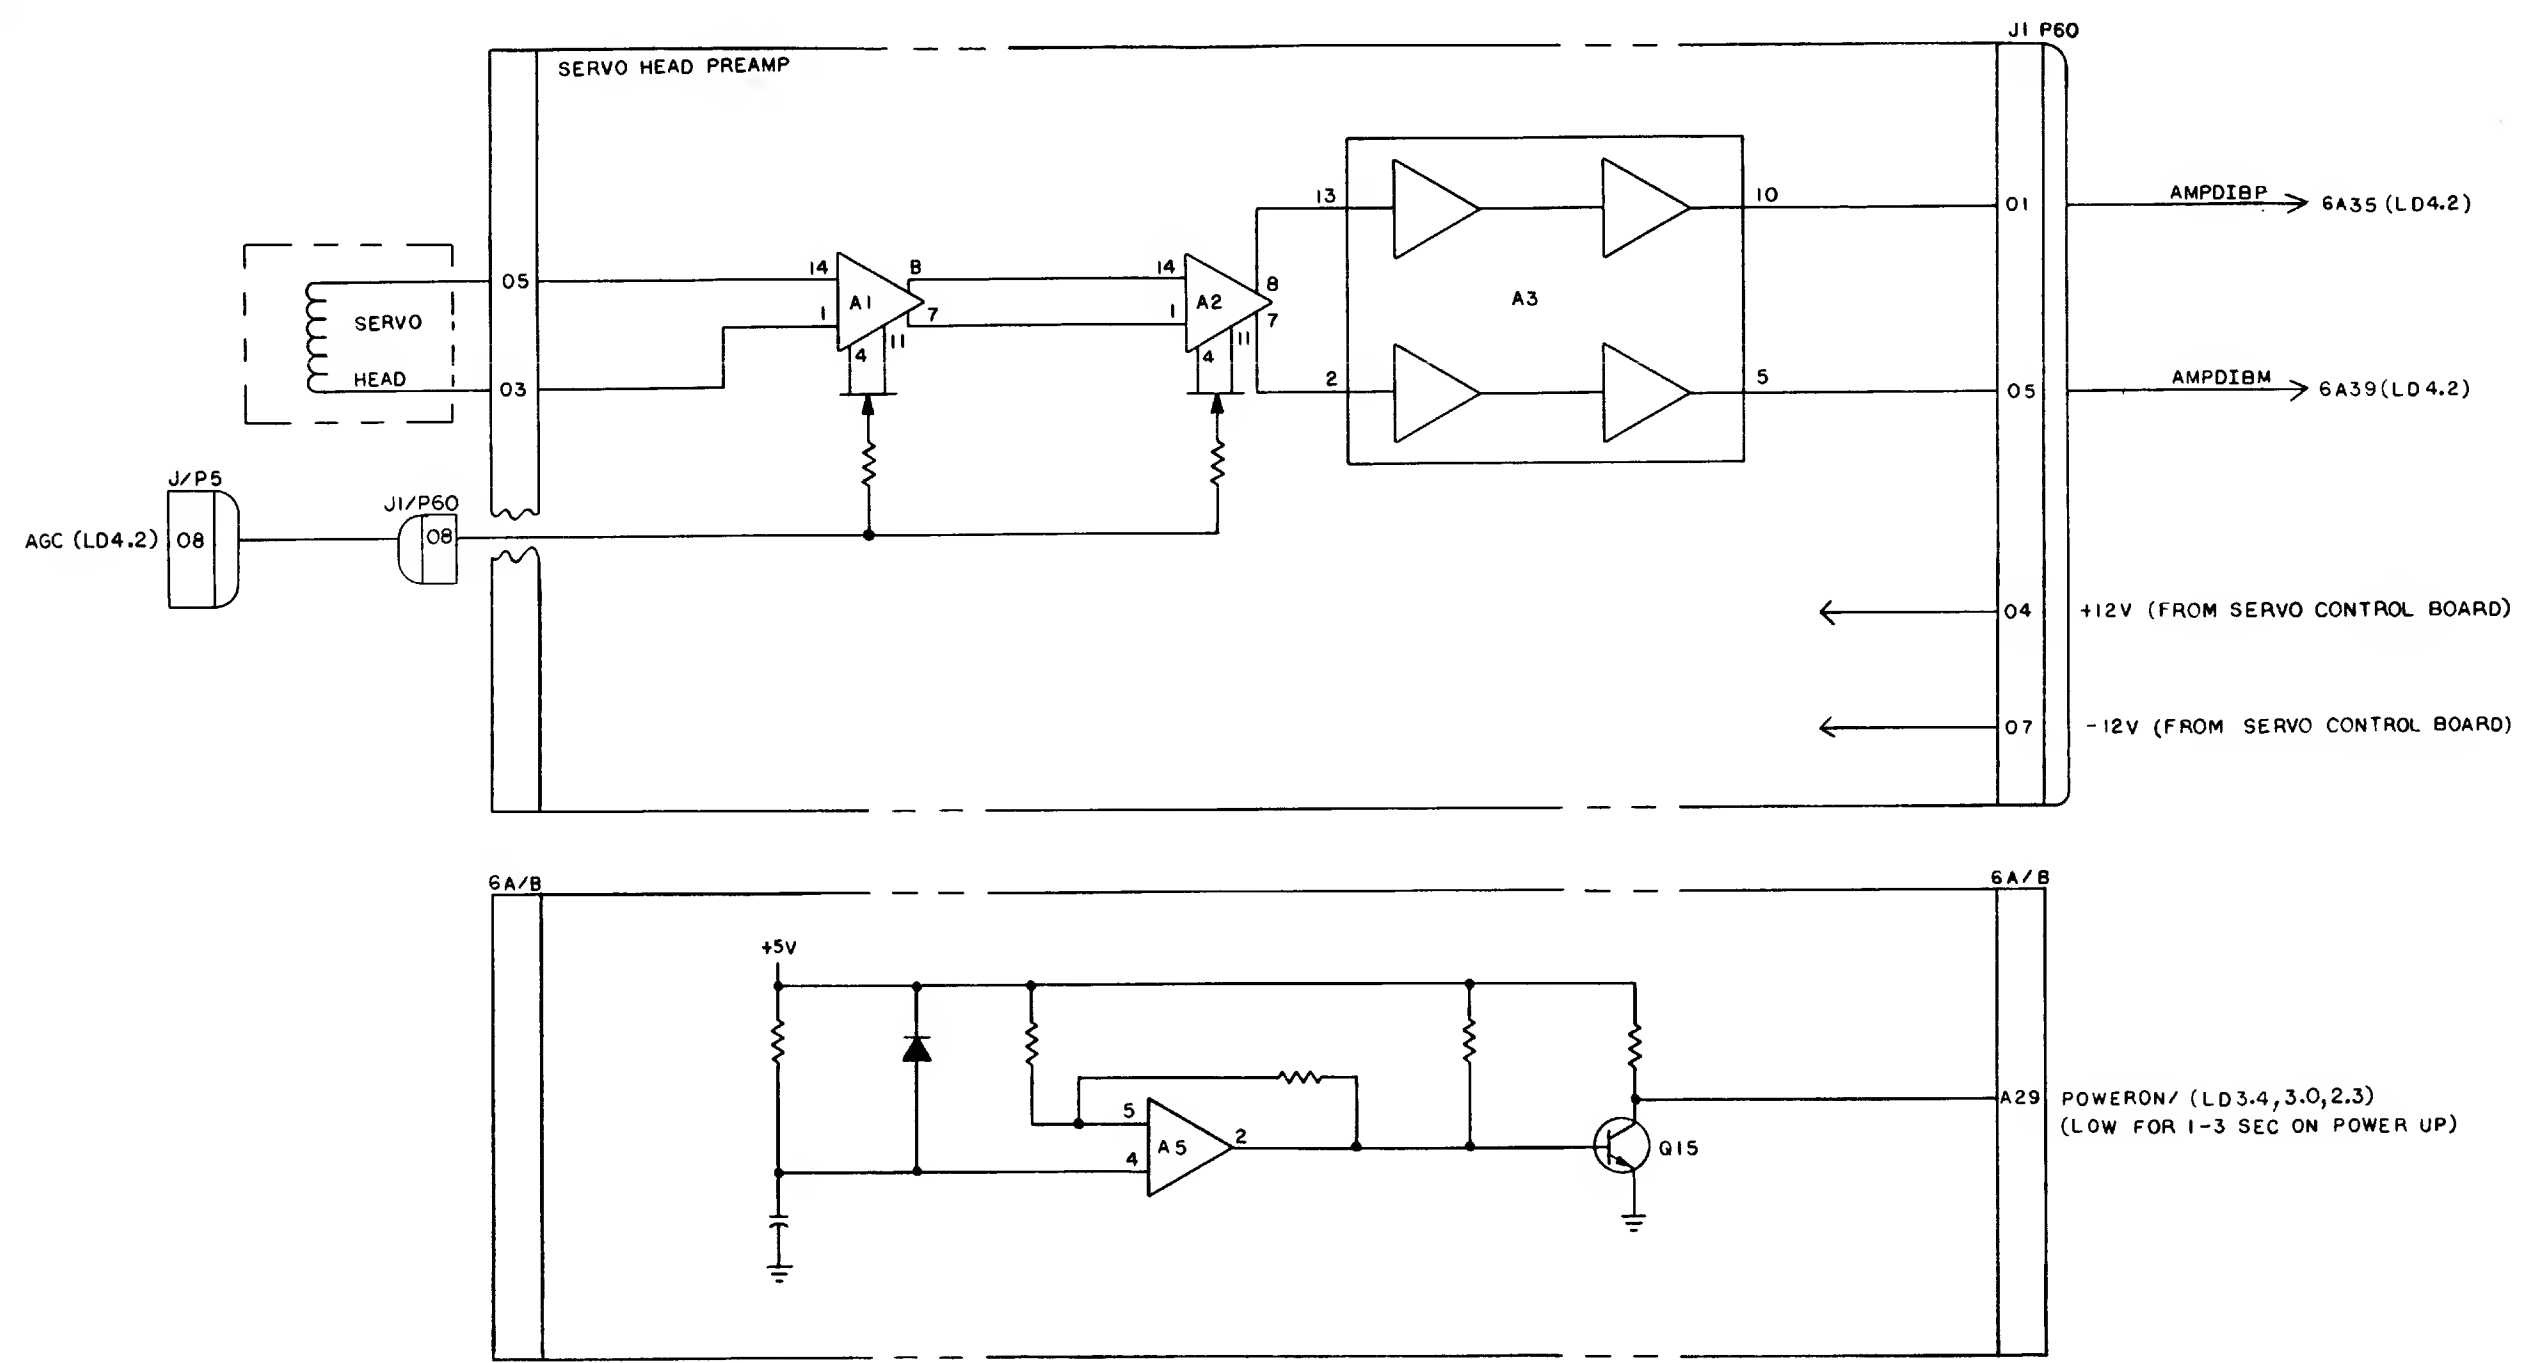 J1 P60
SERVO HEAD PREAMP
13
10
01
AMPDIBP
6A35 (LD4.2)
05
14
A1
8
1
7
4
11
14
A2
8
1
7
4
11
A3
SERVO
HEAD
03
2
5
05
AMPDIBM
6A39 (LD4.2)
J/P5
J1/P60
AGC (LD4.2)
08
08
04
+12V (FROM SERVO CONTROL BOARD)
07
-12V (FROM SERVO CONTROL BOARD)
6A/B
6A/B
+5V
5
A5
2
4
Q15
A29
POWERON/ (LD3.4,3.0,2.3)
(LOW FOR 1-3 SEC ON POWER UP)